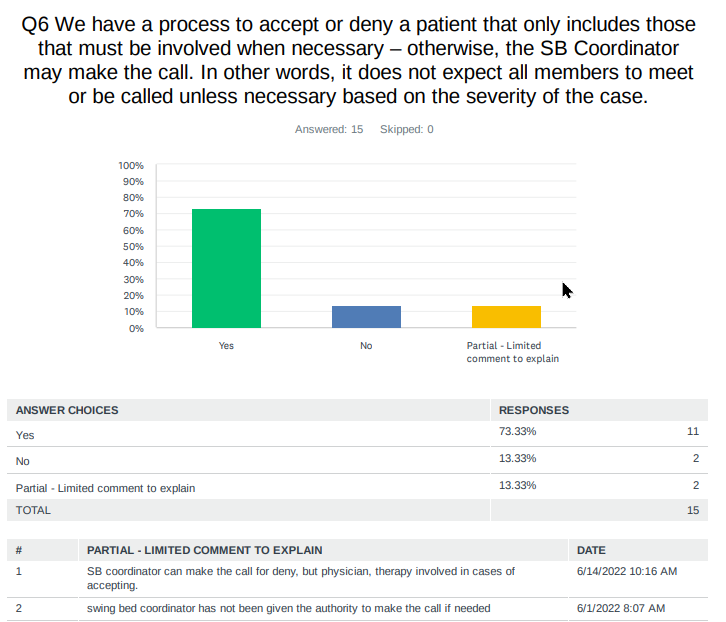 Q6 We have a process to accept or deny a patient that only includes those
that must be involved when necessary – otherwise, the SB Coordinator
may make the call. In other words, it does not expect all members to meet
or be called unless necessary based on the severity of the case.
Answered: 15 Skipped: 0
100%
90%
80%
70%
60%
50%
40%
30%
20%
10%
0%
Yes No Partial - Limited
comment to explain
ANSWER CHOICES RESPONSES
Yes 73.33% 11
No 13.33% 2
Partial - Limited comment to explain 13.33% 2
TOTAL 15
# PARTIAL - LIMITED COMMENT TO EXPLAIN DATE
1 SB coordinator can make the call for deny, but physician, therapy involved in cases of 6/14/2022 10:16 AM
accepting.
2 swing bed coordinator has not been given the authority to make the call if needed 6/1/2022 8:07 AM